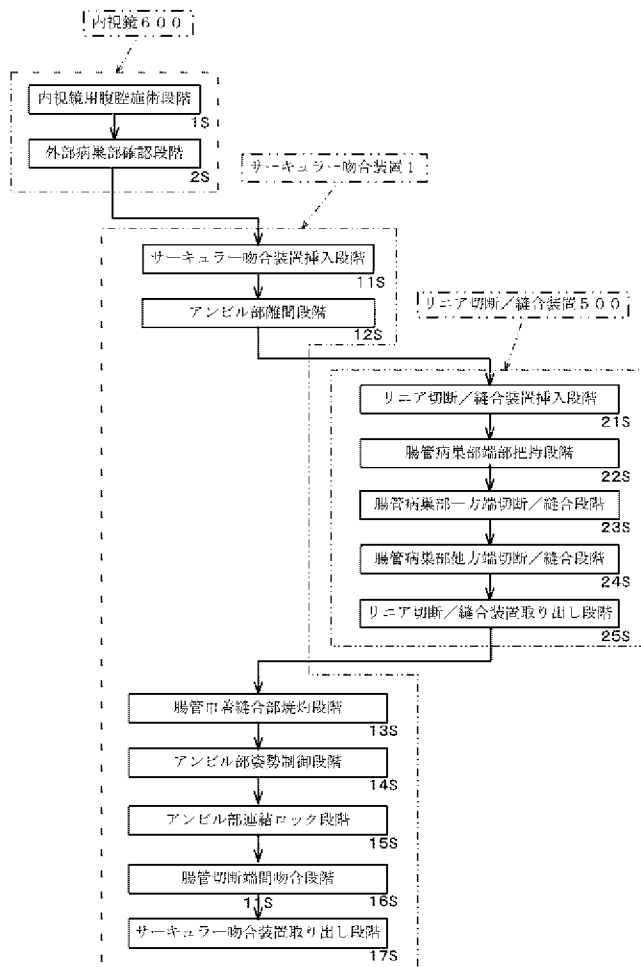 内視鏡600
内視鏡用腹腔施術段階
1S
外部病巣部確認段階
2S
サーキュラー吻合装置1
サーキュラー吻合装置挿入段階
11S
アンビル部離間段階
12S
リニア切断／縫合装置500
リニア切断／縫合装置挿入段階
21S
腸管病巣部端部把持段階
22S
腸管病巣部一方端切断／縫合段階
23S
腸管病巣部他方端切断／縫合段階
24S
リニア切断／縫合装置取り出し段階
25S
腸管巾着縫合部焼灼段階
13S
アンビル部姿勢制御段階
14S
アンビル部連結ロック段階
15S
腸管切断端間吻合段階
11S
16S
サーキュラー吻合装置取り出し段階
17S